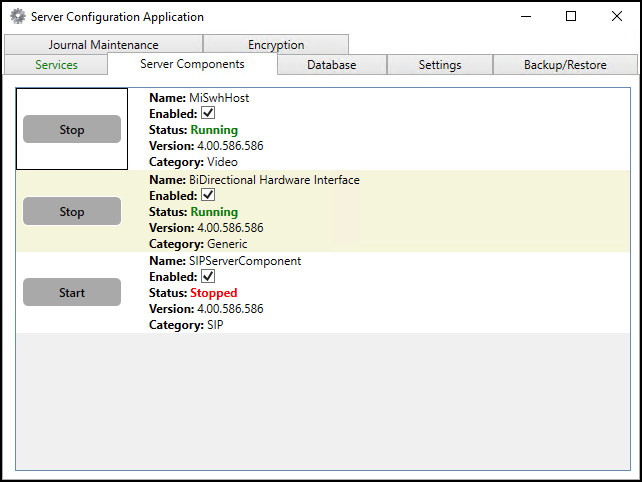 Server Configuration Application
Journal Maintenance Encryption
Services Server Components Database Settings Backup/Restore
Name: MiSwhHost
Enabled:
Stop Status: Running
Version: 4.00.586.586
Category: Video
Name: BiDirectional Hardware Interface
Enabled:
Stop Status: Running
Version: 4.00.586.586
Category: Generic
Name: SIPServerComponent
Enabled:
Start Status: Stopped
Version: 4.00.586.586
Category: SIP